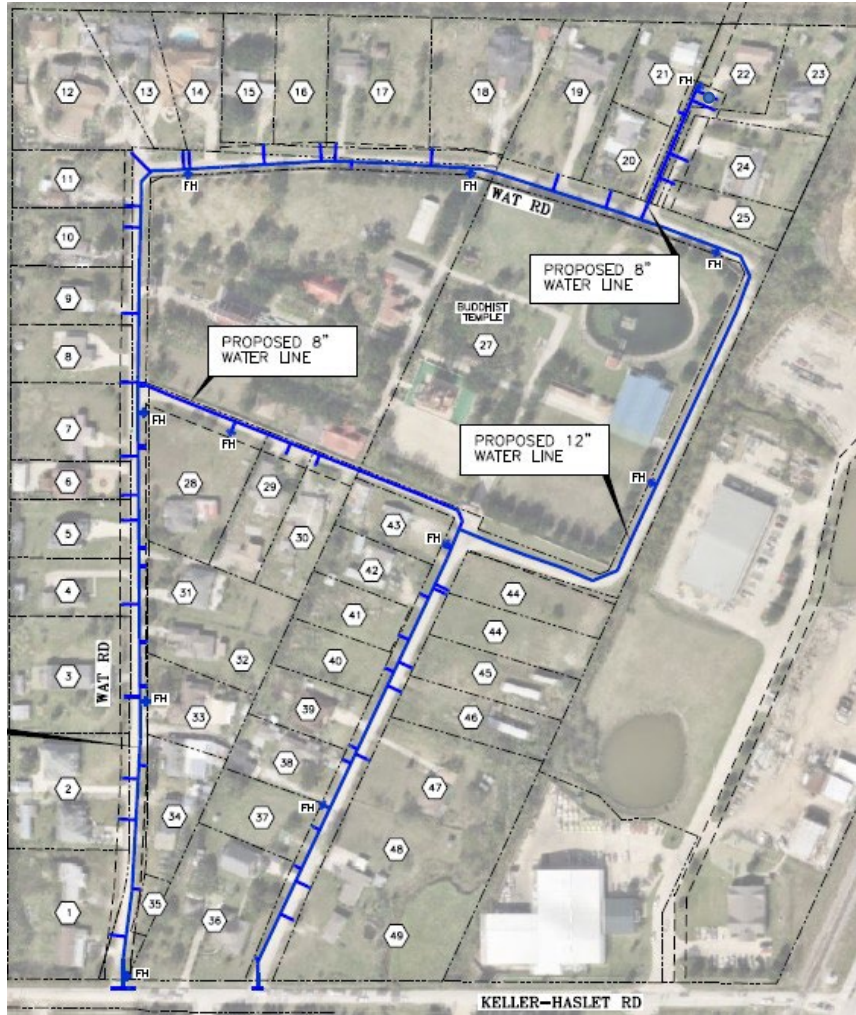 12
13
14
15
16
17
18
19
20
21
FH
22
23
24
25
11
10
9
8
FH
FH
WAT RD
FH
PROPOSED 8"
WATER LINE
BUDDHIST
TEMPLE
27
PROPOSED 8"
WATER LINE
PROPOSED 12"
WATER LINE
FH
7
FH
FH
6
5
4
28
29
30
43
FH
42
41
40
39
38
37
FH
44
44
45
46
31
32
33
WAT RD
3
FH
2
34
35
36
1
FH
47
48
49
KELLER-HASLET RD